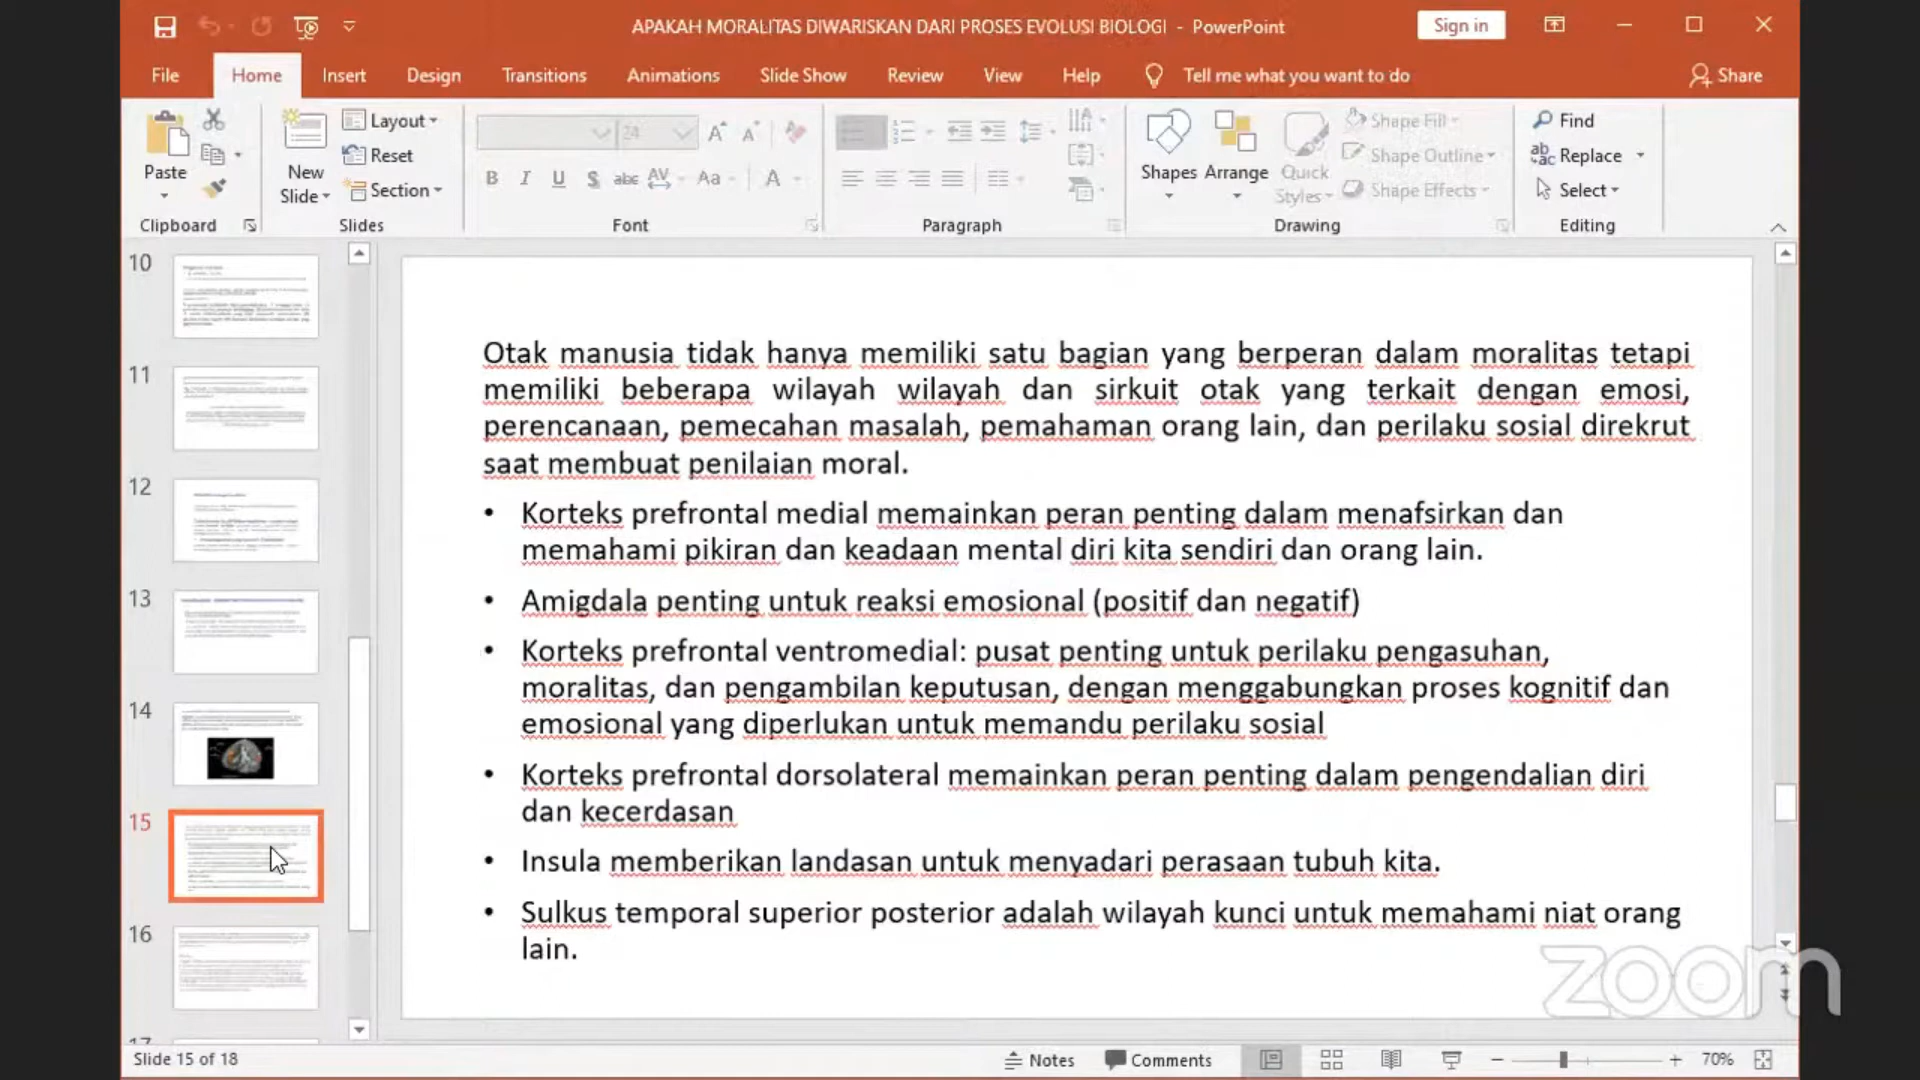 APAKAH MORALITAS DIWARISKAN DARI PROSES EVOLUSI BIOLOGI - PowerPoint
Sign in
File Home Insert Design Transitions Animations Slide Show Review View Help Tell me what you want to do Share
Paste
Clipboard
New Slide
Layout
Reset
Section
Slides
24
B I U S abc AV Aa A
Font
Paragraph
Shapes
Arrange
Quick Styles
Shape Fill
Shape Outline
Shape Effects
Drawing
Find
Replace
Select
Editing
10
11
12
13
14
15
16
Otak manusia tidak hanya memiliki satu bagian yang berperan dalam moralitas tetapi
memiliki beberapa wilayah wilayah dan sirkuit otak yang terkait dengan emosi,
perencanaan, pemecahan masalah, pemahaman orang lain, dan perilaku sosial direkrut
saat membuat penilaian moral.
• Korteks prefrontal medial memainkan peran penting dalam menafsirkan dan
memahami pikiran dan keadaan mental diri kita sendiri dan orang lain.
• Amigdala penting untuk reaksi emosional (positif dan negatif)
• Korteks prefrontal ventromedial: pusat penting untuk perilaku pengasuhan,
moralitas, dan pengambilan keputusan, dengan menggabungkan proses kognitif dan
emosional yang diperlukan untuk memandu perilaku sosial
• Korteks prefrontal dorsolateral memainkan peran penting dalam pengendalian diri
dan kecerdasan
• Insula memberikan landasan untuk menyadari perasaan tubuh kita.
• Sulkus temporal superior posterior adalah wilayah kunci untuk memahami niat orang
lain.
zoom
Slide 15 of 18
Notes Comments 70%